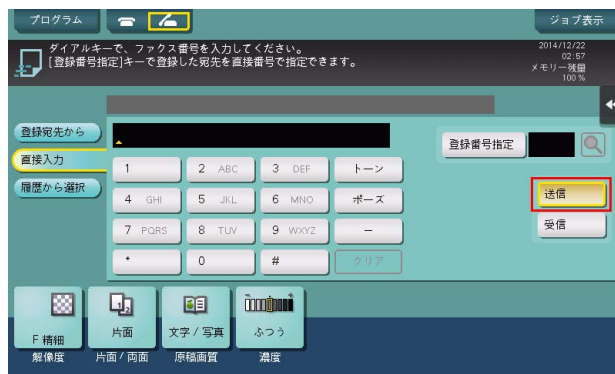 プログラム
ジョブ表示
ダイアルキーで、ファクス番号を入力してください。
[登録番号指定]キーで登録した宛先を直接番号で指定できます。
2014/12/22
02:57
メモリー残量
100 %
登録宛先から
直接入力
履歴から選択
登録番号指定
1
2 ABC
3 DEF
トーン
4 GHI
5 JKL
6 MNO
ポーズ
7 PQRS
8 TUV
9 WXYZ
-
*
0
#
クリア
送信
受信
F 精細
片面
文字 / 写真
ふつう
解像度
片面 / 両面
原稿画質
濃度